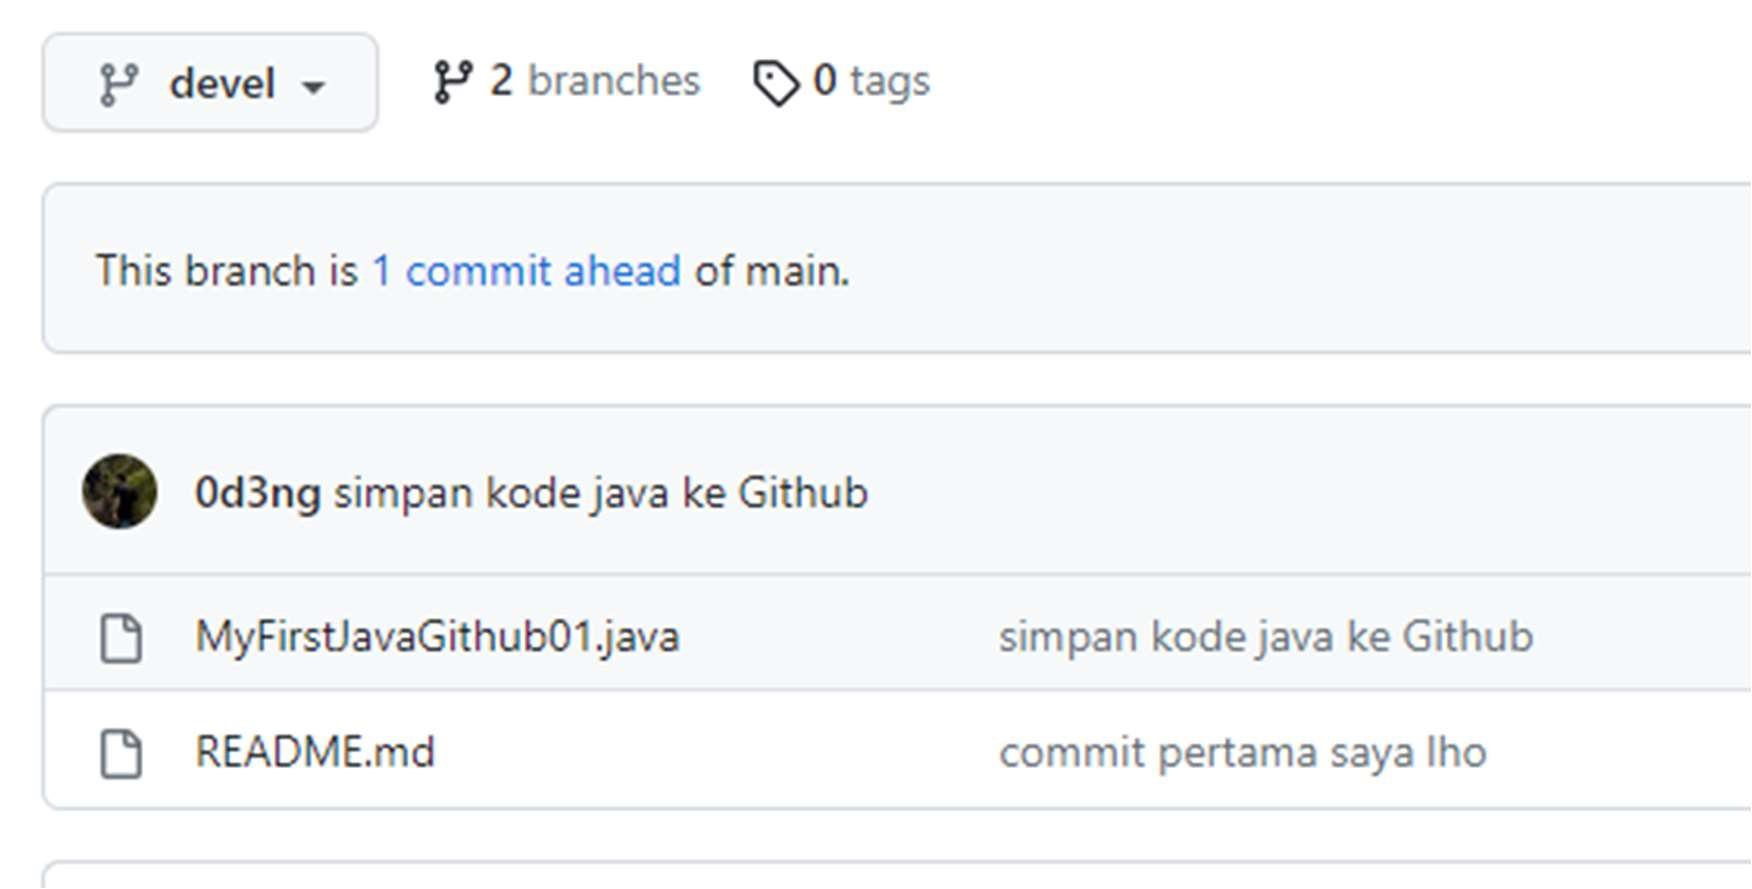 devel 2 branches 0 tags
This branch is 1 commit ahead of main.
0d3ng simpan kode java ke Github
MyFirstJavaGithub01.java simpan kode java ke Github
README.md commit pertama saya lho